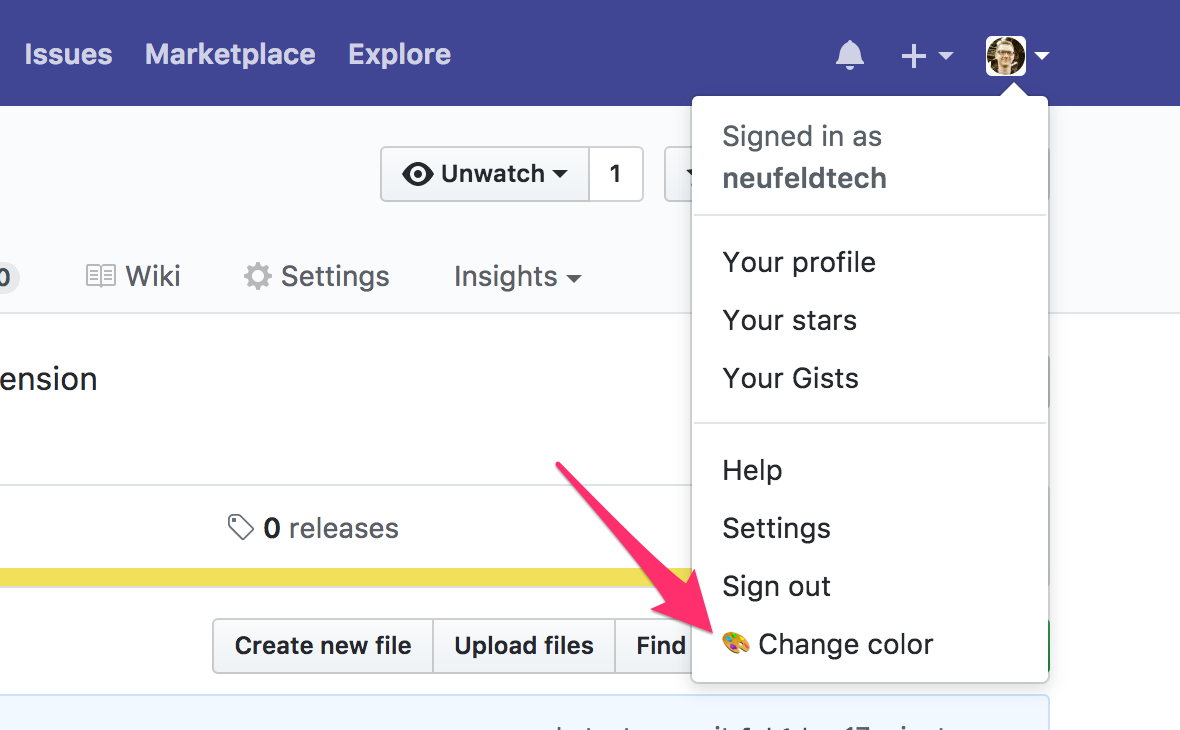 Issues Marketplace Explore
Signed in as
neufeldtech
Unwatch 1
Wiki Settings Insights
Your profile
Your stars
Your Gists
ension
Help
Settings
Sign out
Change color
0 releases
Create new file Upload files Find